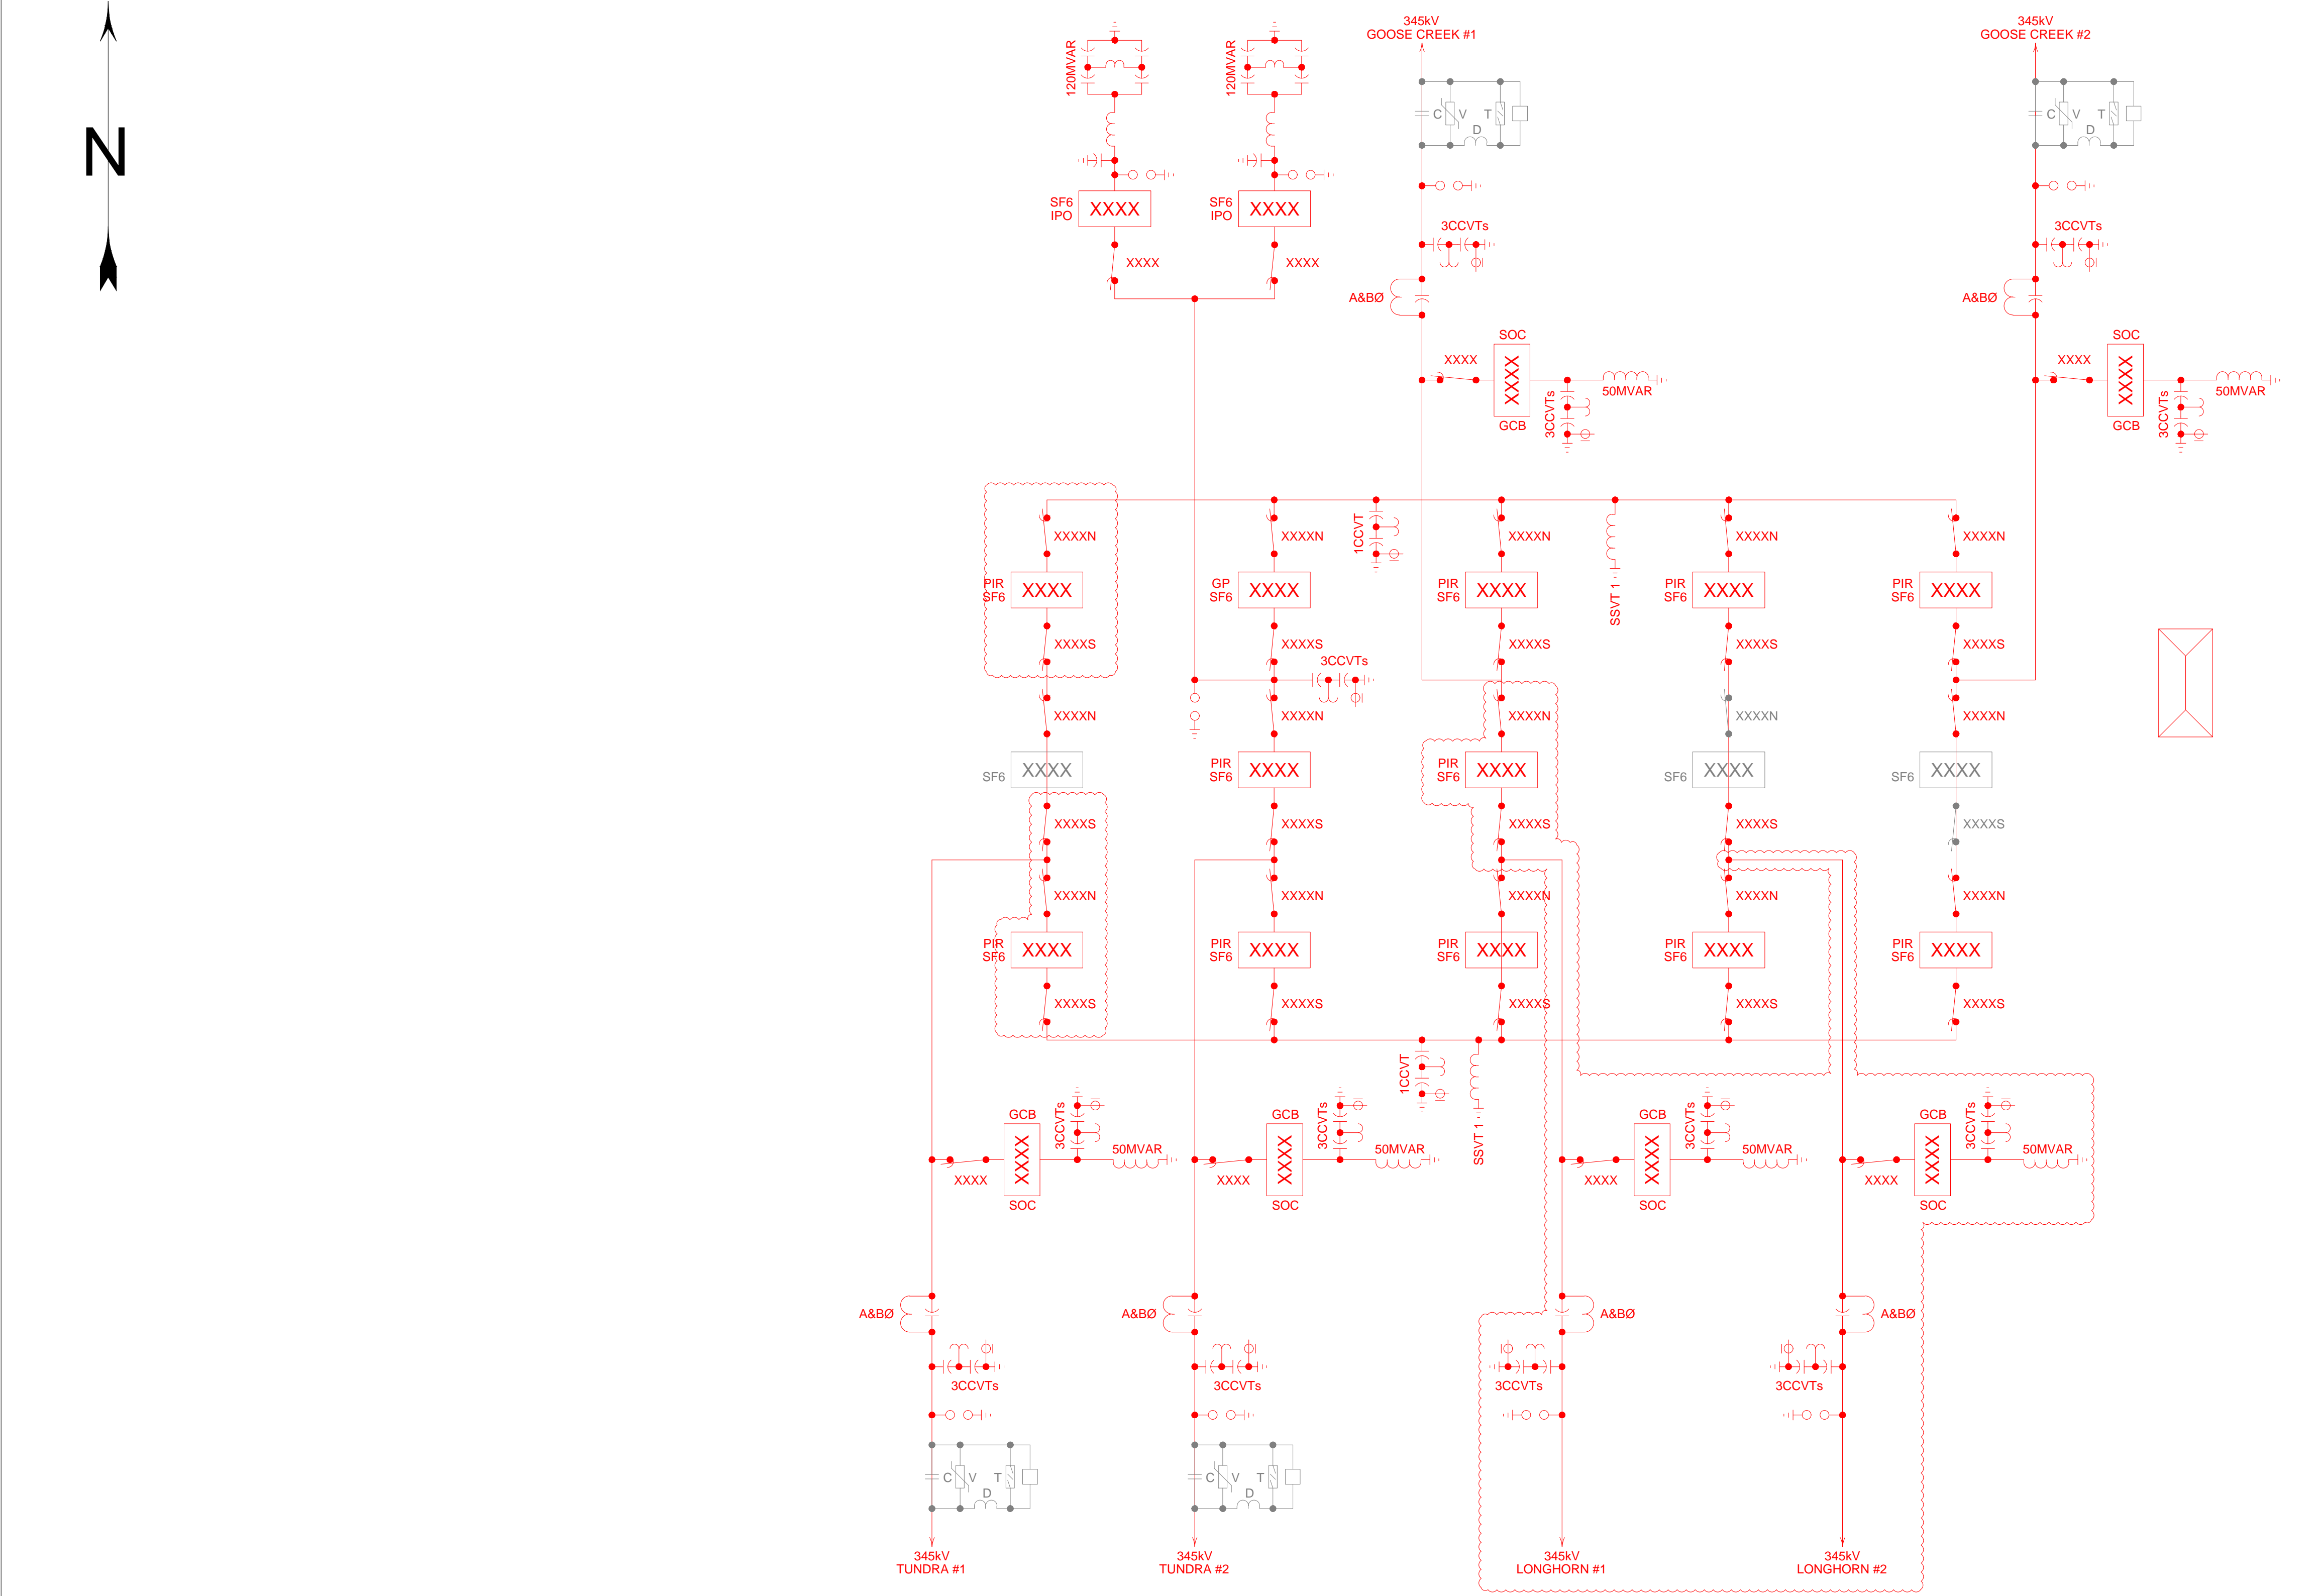 345kV
GOOSE CREEK #1
345kV
GOOSE CREEK #2
N
120MVAR
120MVAR
C V T
D
C V T
D
SF6
IPO
XXXX
SF6
IPO
XXXX
3CCVTs
3CCVTs
XXXX
XXXX
A&BØ
A&BØ
SOC
XXXX
XXXX
GCB
3CCVTs
50MVAR
SOC
XXXX
XXXX
GCB
3CCVTs
50MVAR
XXXXN
XXXXN
1CCVT
XXXXN
XXXXN
XXXXN
PIR
SF6
XXXX
GP
SF6
XXXX
PIR
SF6
XXXX
SSVT 1
PIR
SF6
XXXX
PIR
SF6
XXXX
XXXXS
XXXXS
XXXXS
XXXXS
XXXXS
3CCVTs
XXXXN
XXXXN
XXXXN
XXXXN
XXXXN
SF6
XXXX
PIR
SF6
XXXX
PIR
SF6
XXXX
SF6
XXXX
SF6
XXXX
XXXXS
XXXXS
XXXXS
XXXXS
XXXXS
XXXXN
XXXXN
XXXXN
XXXXN
XXXXN
PIR
SF6
XXXX
PIR
SF6
XXXX
PIR
SF6
XXXX
PIR
SF6
XXXX
PIR
SF6
XXXX
XXXXS
XXXXS
XXXXS
XXXXS
XXXXS
1CCVT
SSVT 1
GCB
3CCVTs
XXXX
50MVAR
XXXX
SOC
GCB
3CCVTs
XXXX
50MVAR
XXXX
SOC
GCB
3CCVTs
XXXX
50MVAR
XXXX
SOC
GCB
3CCVTs
XXXX
50MVAR
XXXX
SOC
A&BØ
A&BØ
A&BØ
A&BØ
3CCVTs
3CCVTs
3CCVTs
3CCVTs
C V T
D
C V T
D
345kV
TUNDRA #1
345kV
TUNDRA #2
345kV
LONGHORN #1
345kV
LONGHORN #2